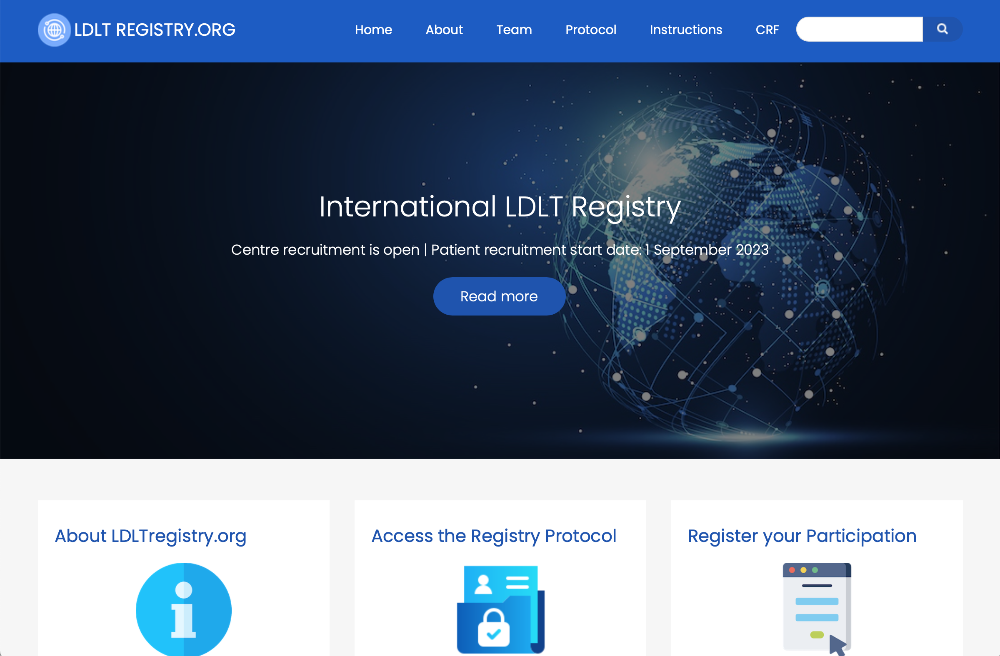 LDLT REGISTRY.ORG
Home About Team Protocol Instructions CRF
International LDLT Registry
Centre recruitment is open | Patient recruitment start date: 1 September 2023
Read more
About LDLTregistry.org
Access the Registry Protocol
Register your Participation